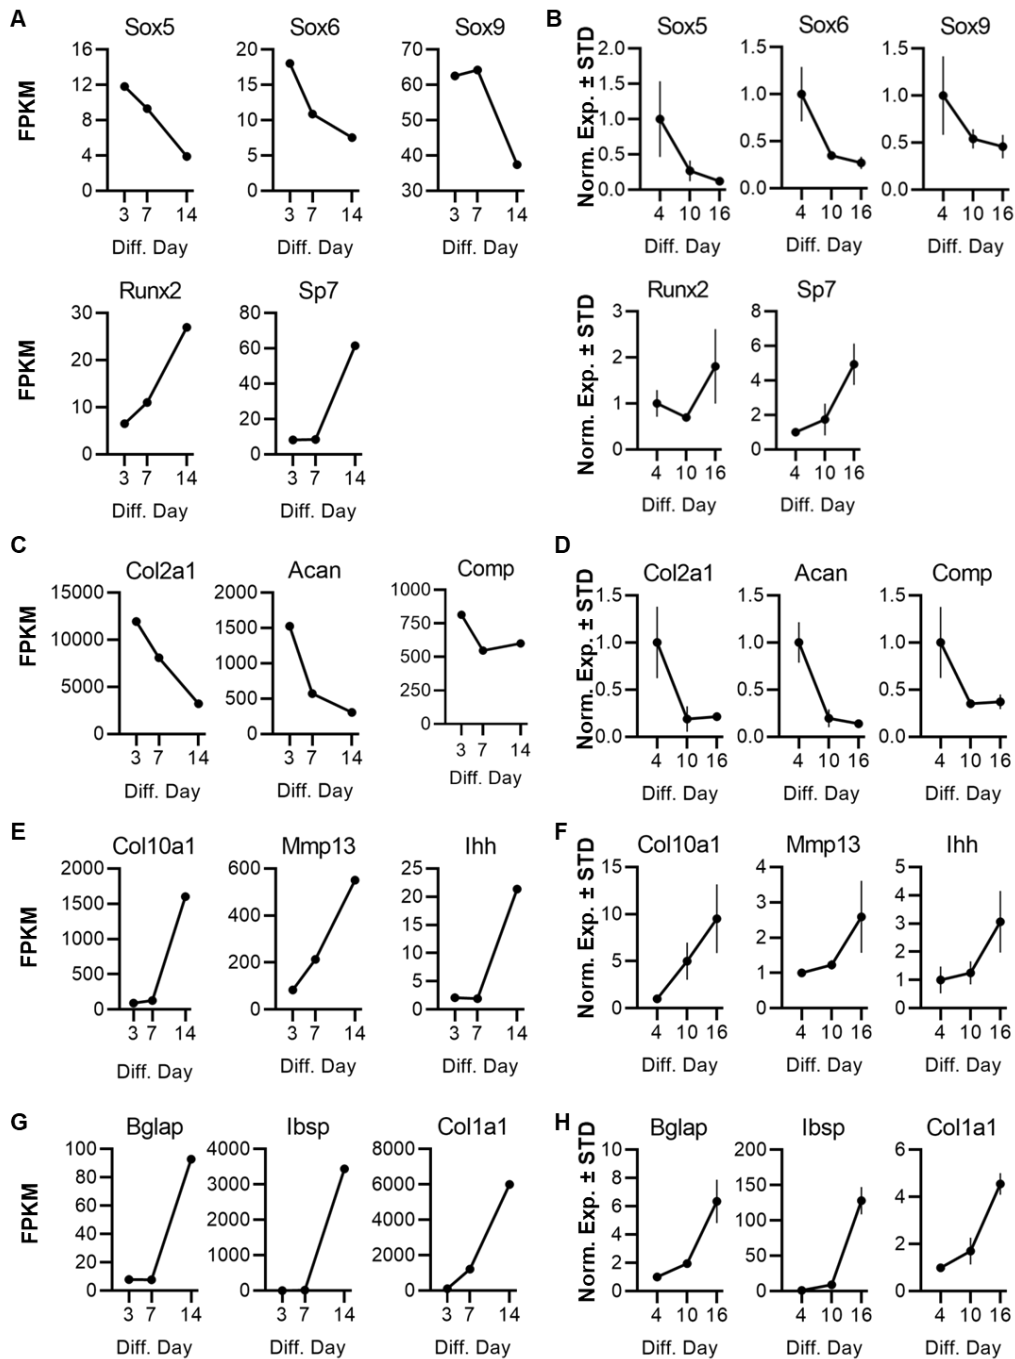 A
Sox5
Sox6
Sox9
FPKM
16
12
8
4
0
3 7 14
Diff. Day
20
15
10
5
0
3 7 14
Diff. Day
70
60
50
40
30
3 7 14
Diff. Day
Runx2
Sp7
FPKM
30
20
10
0
3 7 14
Diff. Day
80
60
40
20
0
3 7 14
Diff. Day
B
Sox5
Sox6
Sox9
Norm. Exp. ± STD
2.0
1.5
1.0
0.5
0.0
4 10 16
Diff. Day
1.5
1.0
0.5
0.0
4 10 16
Diff. Day
1.5
1.0
0.5
0.0
4 10 16
Diff. Day
Runx2
Sp7
Norm. Exp. ± STD
3
2
1
0
4 10 16
Diff. Day
8
6
4
2
0
4 10 16
Diff. Day
C
Col2a1
Acan
Comp
FPKM
15000
10000
5000
0
3 7 14
Diff. Day
2000
1500
1000
500
0
3 7 14
Diff. Day
1000
750
500
250
0
3 7 14
Diff. Day
D
Col2a1
Acan
Comp
Norm. Exp. ± STD
1.5
1.0
0.5
0.0
4 10 16
Diff. Day
1.5
1.0
0.5
0.0
4 10 16
Diff. Day
1.5
1.0
0.5
0.0
4 10 16
Diff. Day
E
Col10a1
Mmp13
Ihh
FPKM
2000
1500
1000
500
0
3 7 14
Diff. Day
600
400
200
0
3 7 14
Diff. Day
25
20
15
10
5
0
3 7 14
Diff. Day
F
Col10a1
Mmp13
Ihh
Norm. Exp. ± STD
15
10
5
0
4 10 16
Diff. Day
4
3
2
1
0
4 10 16
Diff. Day
5
4
3
2
1
0
4 10 16
Diff. Day
G
Bglap
Ibsp
Col1a1
FPKM
100
80
60
40
20
0
3 7 14
Diff. Day
4000
3000
2000
1000
0
3 7 14
Diff. Day
8000
6000
4000
2000
0
3 7 14
Diff. Day
H
Bglap
Ibsp
Col1a1
Norm. Exp. ± STD
10
8
6
4
2
0
4 10 16
Diff. Day
200
150
100
50
0
4 10 16
Diff. Day
6
4
2
0
4 10 16
Diff. Day